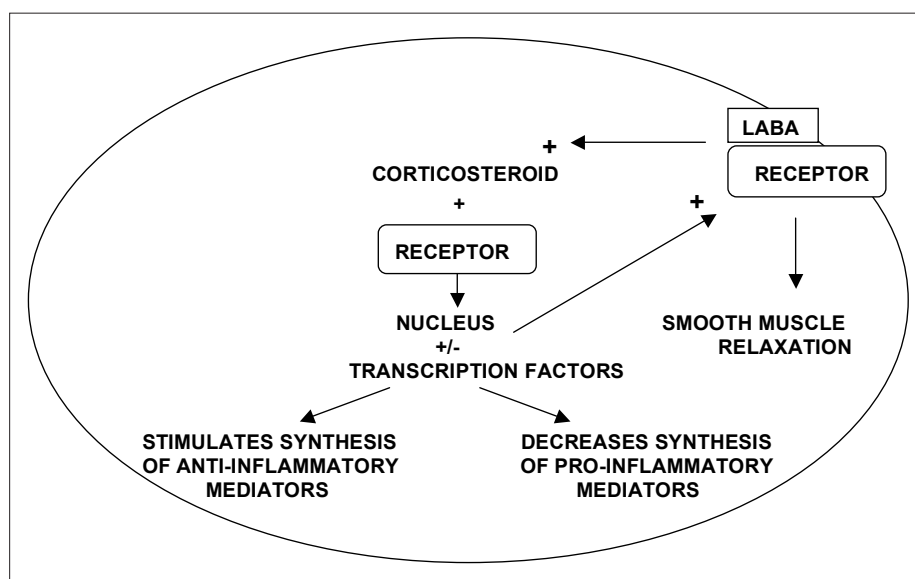 LABA
RECEPTOR
+
CORTICOSTEROID
+
+
RECEPTOR
NUCLEUS
+/-
TRANSCRIPTION FACTORS
SMOOTH MUSCLE
RELAXATION
STIMULATES SYNTHESIS
OF ANTI-INFLAMMATORY
MEDIATORS
DECREASES SYNTHESIS
OF PRO-INFLAMMATORY
MEDIATORS